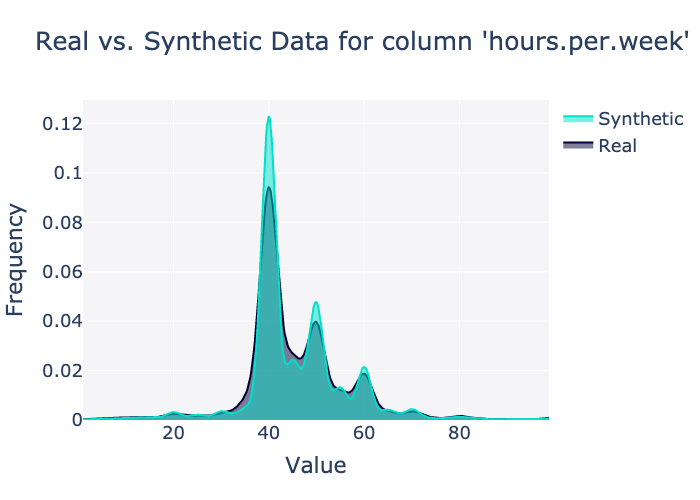 Real vs. Synthetic Data for column 'hours.per.week'
Synthetic
Real
0.12
0.1
0.08
0.06
0.04
0.02
0
Frequency
20 40 60 80
Value